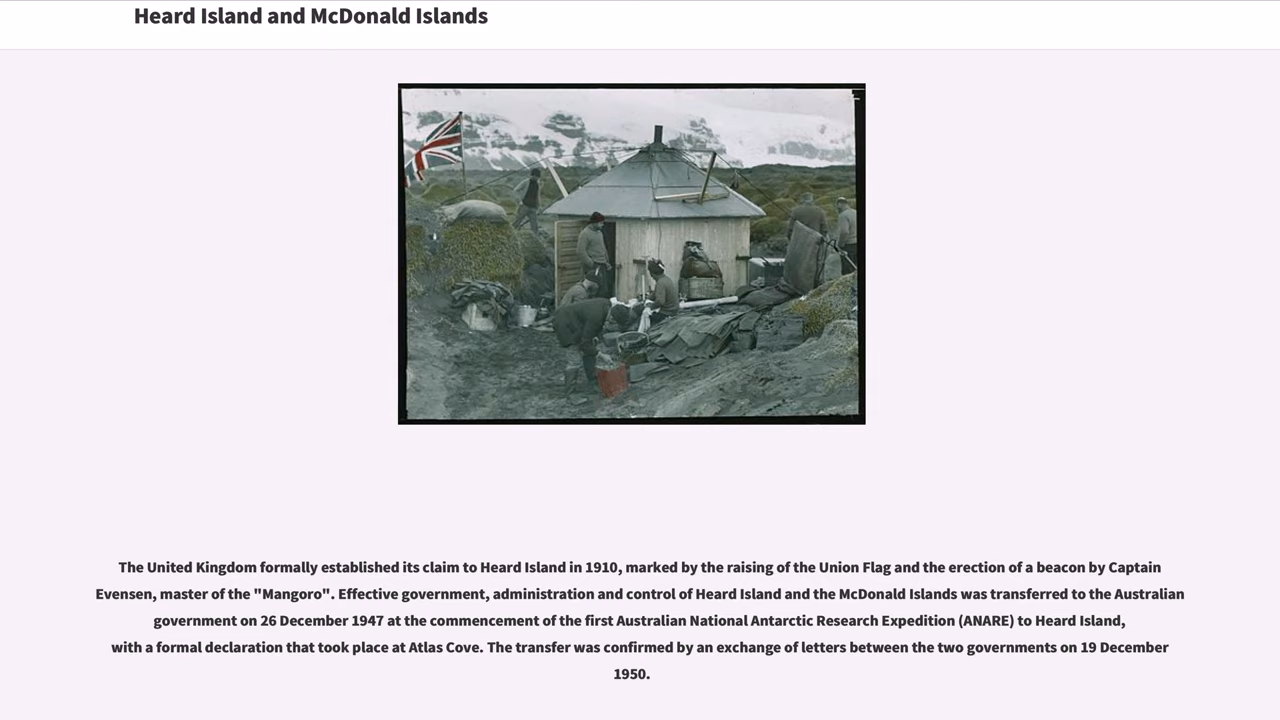 Heard Island and McDonald Islands
The United Kingdom formally established its claim to Heard Island in 1910, marked by the raising of the Union Flag and the erection of a beacon by Captain
Evensen, master of the "Mangoro". Effective government, administration and control of Heard Island and the McDonald Islands was transferred to the Australian
government on 26 December 1947 at the commencement of the first Australian National Antarctic Research Expedition (ANARE) to Heard Island,
with a formal declaration that took place at Atlas Cove. The transfer was confirmed by an exchange of letters between the two governments on 19 December
1950.